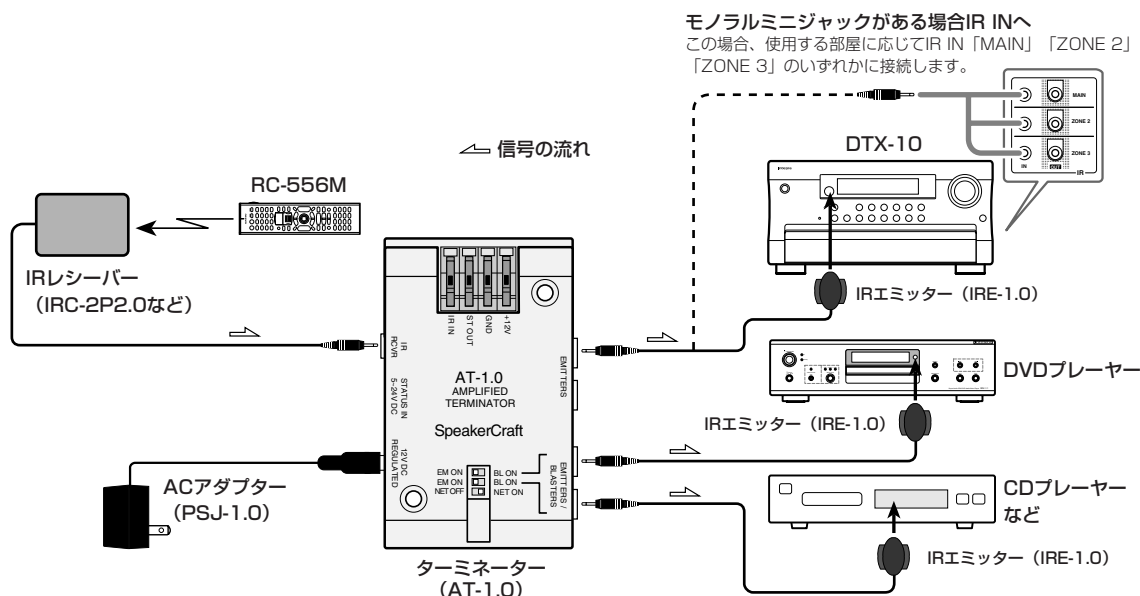 モノラルミニジャックがある場合IR INへ
この場合、使用する部屋に応じてIR IN「MAIN」「ZONE 2」
「ZONE 3」のいずれかに接続します。
MAIN
ZONE 2
ZONE 3
IN
OUT
IR
信号の流れ
DTX-10
RC-556M
IRレシーバー
（IRC-2P2.0など）
IR IN
ST OUT
GND
+12V
IR
RCVR
STATUS IN
5-24V DC
12V DC
REGULATED
EMITTERS
AT-1.0
AMPLIFIED
TERMINATOR
SpeakerCraft
EM ON
EM ON
NET OFF
BL ON
BL ON
NET ON
EMITTERS /
BLASTERS
ターミネーター
（AT-1.0）
ACアダプター
（PSJ-1.0）
IRエミッター（IRE-1.0）
DVDプレーヤー
IRエミッター（IRE-1.0）
CDプレーヤー
など
IRエミッター（IRE-1.0）